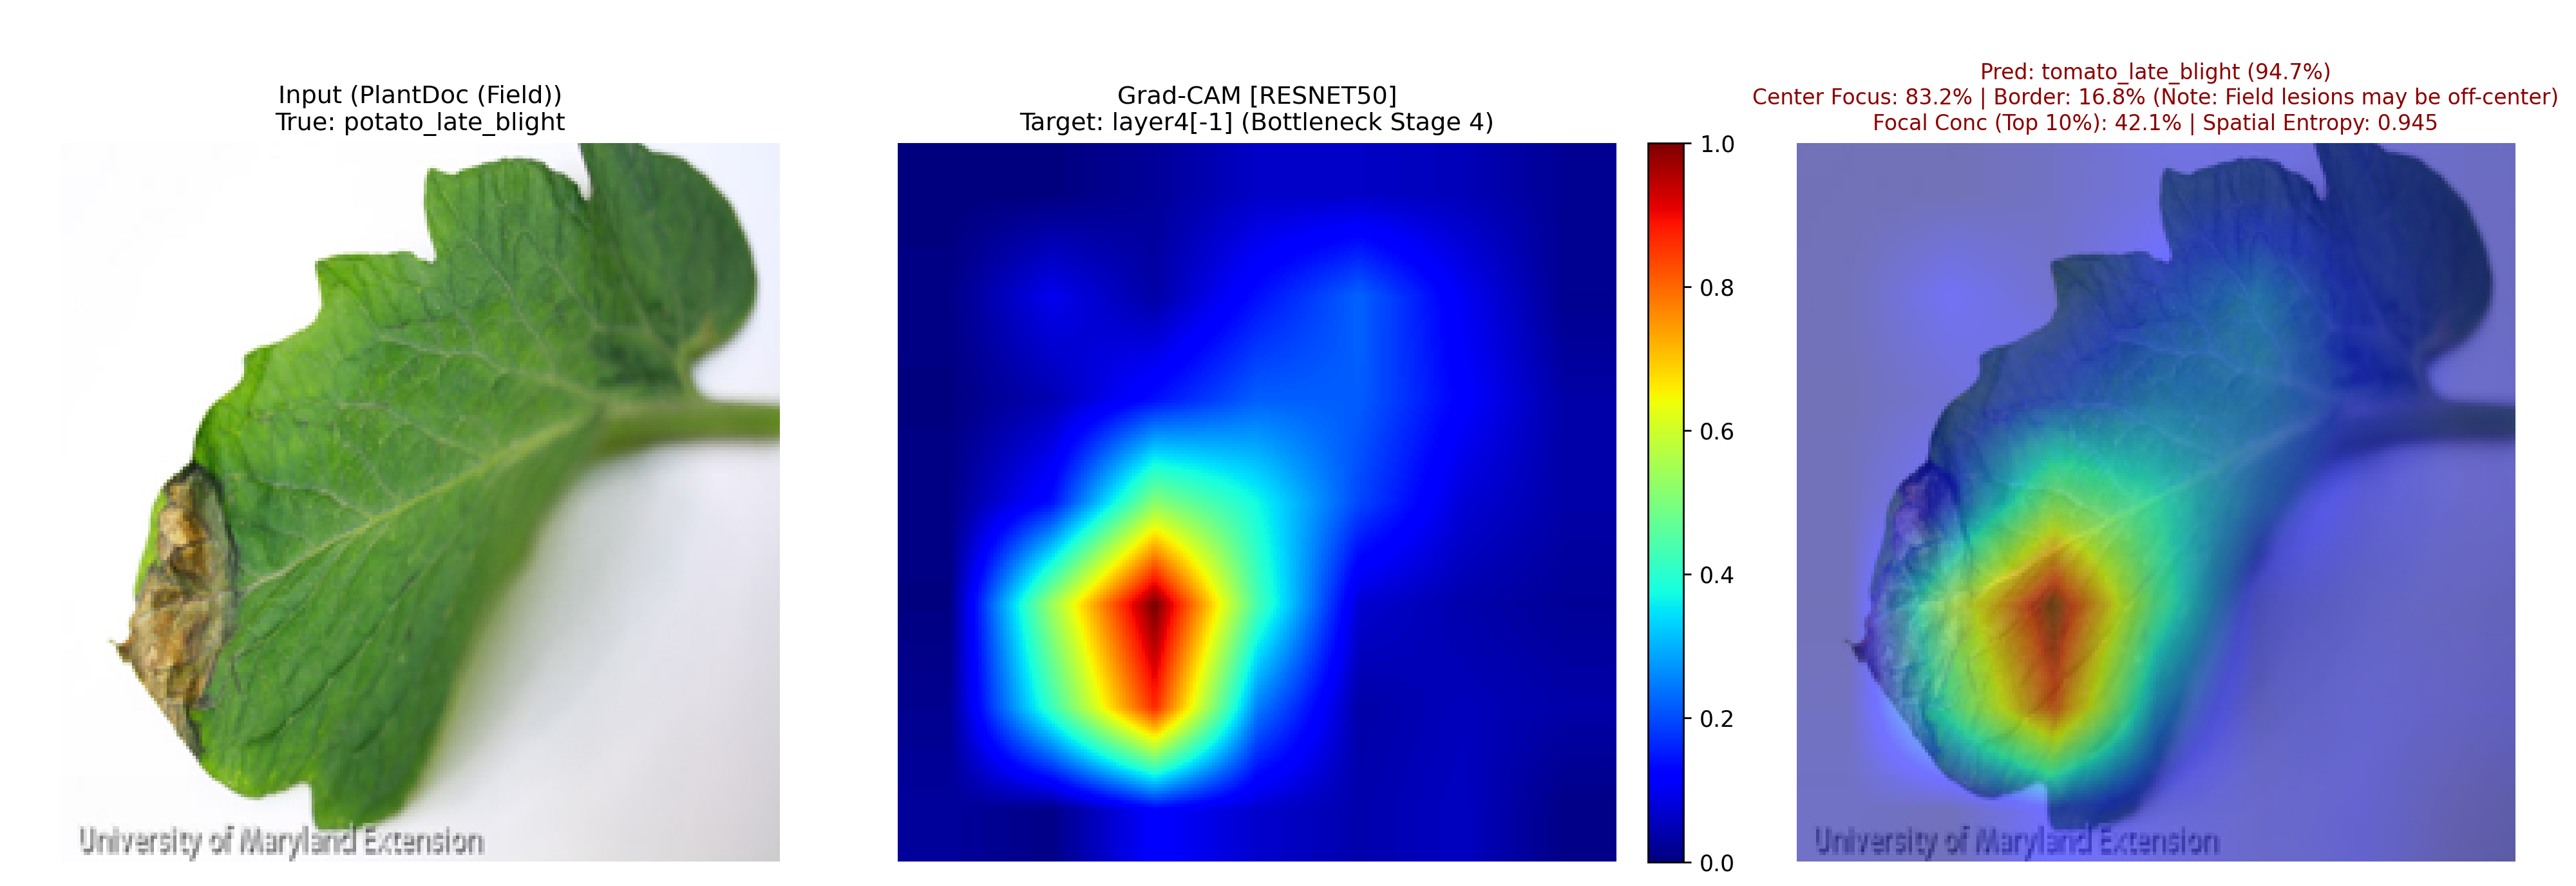 Input (PlantDoc (Field))
True: potato_late_blight
University of Maryland Extension
Grad-CAM [RESNET50]
Target: layer4[-1] (Bottleneck Stage 4)
1.0
0.8
0.6
0.4
0.2
0.0
Pred: tomato_late_blight (94.7%)
Center Focus: 83.2% | Border: 16.8% (Note: Field lesions may be off-center)
Focal Conc (Top 10%): 42.1% | Spatial Entropy: 0.945
University of Maryland Extension